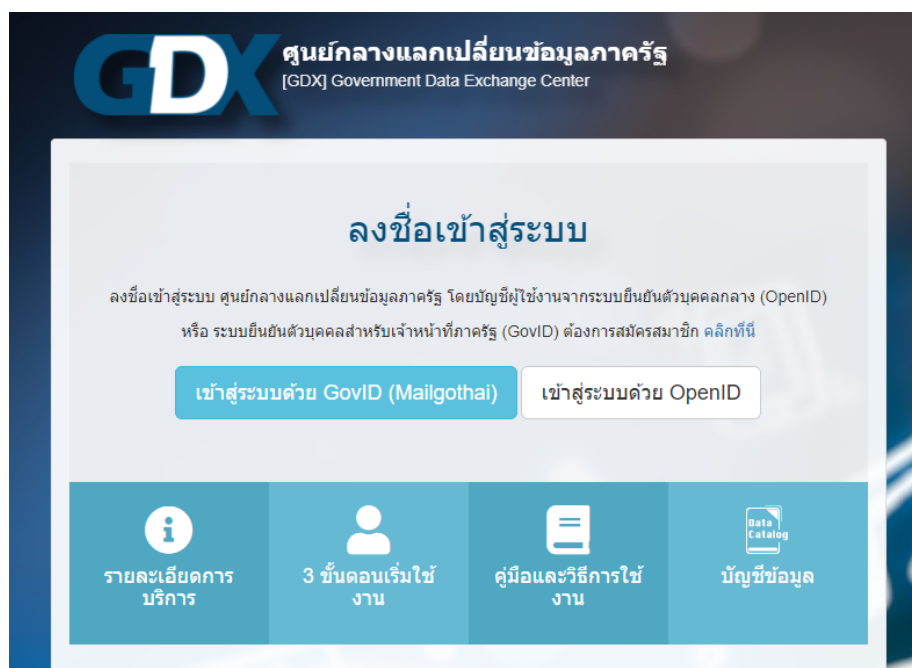 GDX
ศูนย์กลางแลกเปลี่ยนข้อมูลภาครัฐ
[GDX] Government Data Exchange Center
ลงชื่อเข้าสู่ระบบ
ลงชื่อเข้าสู่ระบบ ศูนย์กลางแลกเปลี่ยนข้อมูลภาครัฐ โดยบัญชีผู้ใช้งานจากระบบยืนยันตัวบุคคลกลาง (OpenID)
หรือ ระบบยืนยันตัวบุคคลสำหรับเจ้าหน้าที่ภาครัฐ (GovID) ต้องการสมัครสมาชิก คลิกที่นี่
เข้าสู่ระบบด้วย GovID (Mailgothai)
เข้าสู่ระบบด้วย OpenID
รายละเอียดการ
บริการ
3 ขั้นตอนเริ่มใช้
งาน
คู่มือและวิธีการใช้
งาน
Data
Catalog
บัญชีข้อมูล